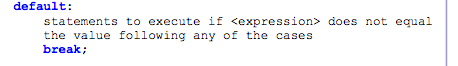 default:
statements to execute if <expression> does not equal
the value following any of the cases
break;